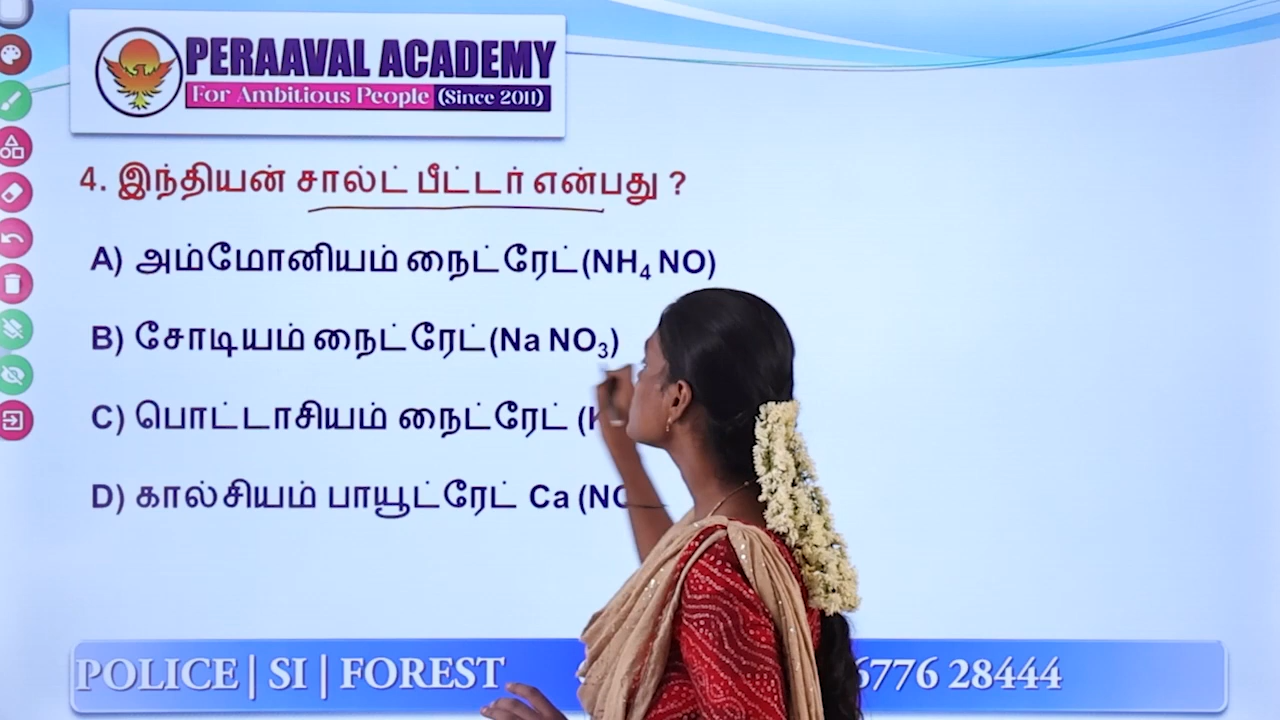 PERAAVAL ACADEMY
For Ambitious People (Since 2011)
4. இந்தியன் சால்ட் பீட்டர் என்பது ?
A) அம்மோனியம் நைட்ரேட்(NH₄ NO)
B) சோடியம் நைட்ரேட்(Na NO₃)
C) பொட்டாசியம் நைட்ரேட் (
D) கால்சியம் பாயூட்ரேட் Ca (NO
POLICE | SI | FOREST 6776 28444